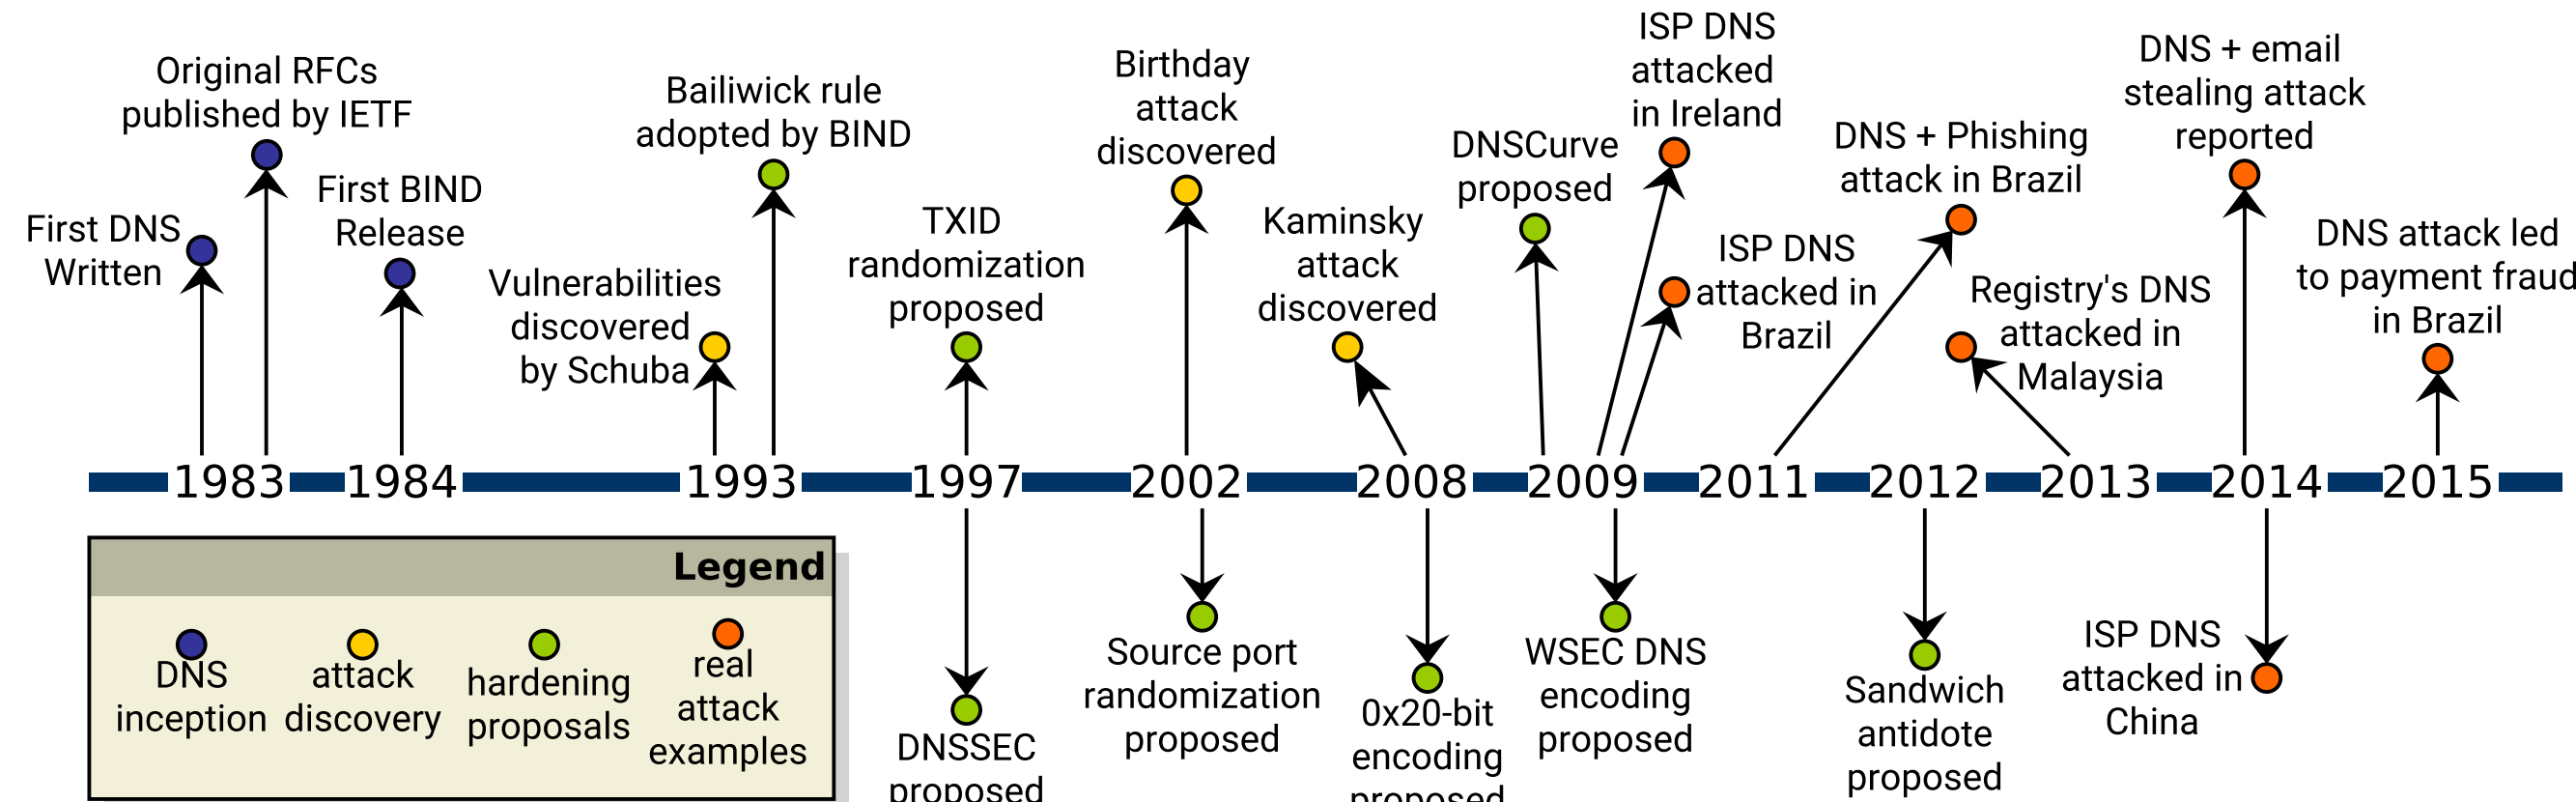 Original RFCs
published by IETF
First DNS
Written
First BIND
Release
Vulnerabilities
discovered
by Schuba
Bailiwick rule
adopted by BIND
TXID
randomization
proposed
Birthday
attack
discovered
Kaminsky
attack
discovered
DNSCurve
proposed
ISP DNS
attacked
in Ireland
ISP DNS
attacked in
Brazil
DNS + Phishing
attack in Brazil
Registry's DNS
attacked in
Malaysia
DNS + email
stealing attack
reported
DNS attack led
to payment fraud
in Brazil
1983 1984 1993 1997 2002 2008 2009 2011 2012 2013 2014 2015
Legend
DNS
inception
attack
discovery
hardening
proposals
real
attack
examples
DNSSEC
proposed
Source port
randomization
proposed
0x20-bit
encoding
proposed
WSEC DNS
encoding
proposed
Sandwich
antidote
proposed
ISP DNS
attacked in
China